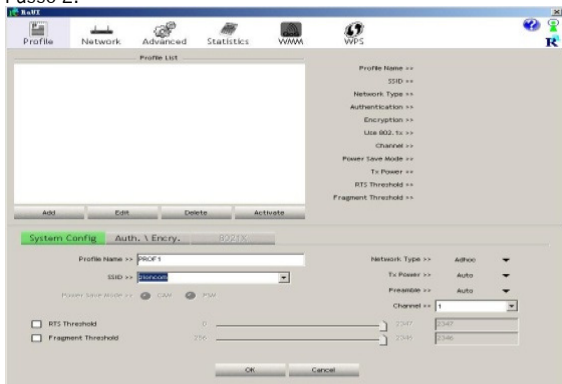 Passo 2:
RaUI
Profile Network Advanced Statistics WMM WPS
Profile List
Profile Name >>
SSID >>
Network Type >>
Authentication >>
Encryption >>
Use 802.1x >>
Channel >>
Power Save Mode >>
Tx Power >>
RTS Threshold >>
Fragment Threshold >>
Add Edit Delete Activate
System Config Auth. \ Encry. 8021X
Profile Name >> PROF1 Network Type >> Adhoc
SSID >> Tx Power >> Auto
Power Save Mode >> CAM PSM Preamble >> Auto
Channel >> 1
RTS Threshold 0 2347 2347
Fragment Threshold 256 2346 2346
OK Cancel